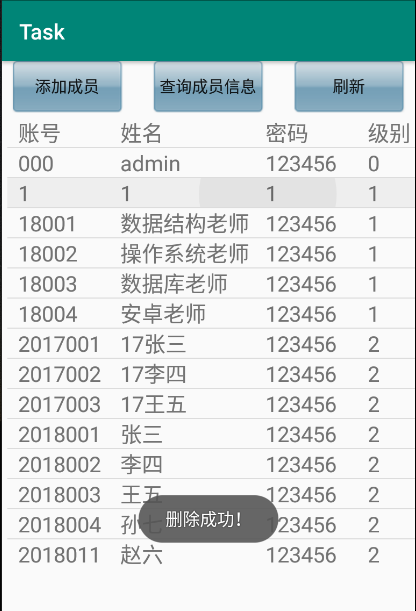 Task
添加成员 查询成员信息 刷新
账号 姓名 密码 级别
000 admin 123456 0
1 1 1 1
18001 数据结构老师 123456 1
18002 操作系统老师 123456 1
18003 数据库老师 123456 1
18004 安卓老师 123456 1
2017001 17张三 123456 2
2017002 17李四 123456 2
2017003 17王五 123456 2
2018001 张三 123456 2
2018002 李四 123456 2
2018003 王五 123456 2
2018004 孙七 123456 2
删除成功!
2018011 赵六 123456 2